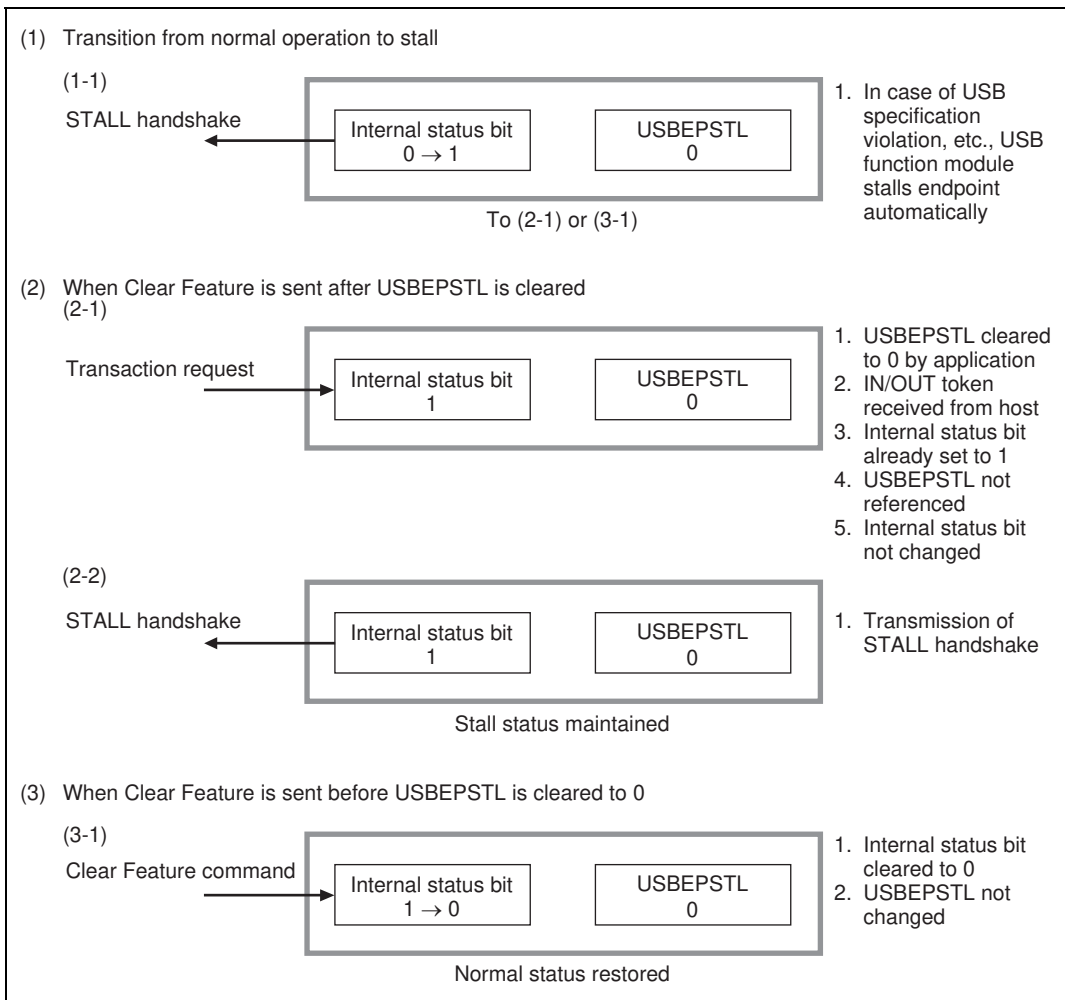 (1) Transition from normal operation to stall
(1-1)
STALL handshake
Internal status bit
0 → 1
USBEPSTL
0
To (2-1) or (3-1)
1. In case of USB
specification
violation, etc., USB
function module
stalls endpoint
automatically
(2) When Clear Feature is sent after USBEPSTL is cleared
(2-1)
Transaction request
Internal status bit
1
USBEPSTL
0
1. USBEPSTL cleared
to 0 by application
2. IN/OUT token
received from host
3. Internal status bit
already set to 1
4. USBEPSTL not
referenced
5. Internal status bit
not changed
(2-2)
STALL handshake
Internal status bit
1
USBEPSTL
0
1. Transmission of
STALL handshake
Stall status maintained
(3) When Clear Feature is sent before USBEPSTL is cleared to 0
(3-1)
Clear Feature command
Internal status bit
1 → 0
USBEPSTL
0
1. Internal status bit
cleared to 0
2. USBEPSTL not
changed
Normal status restored